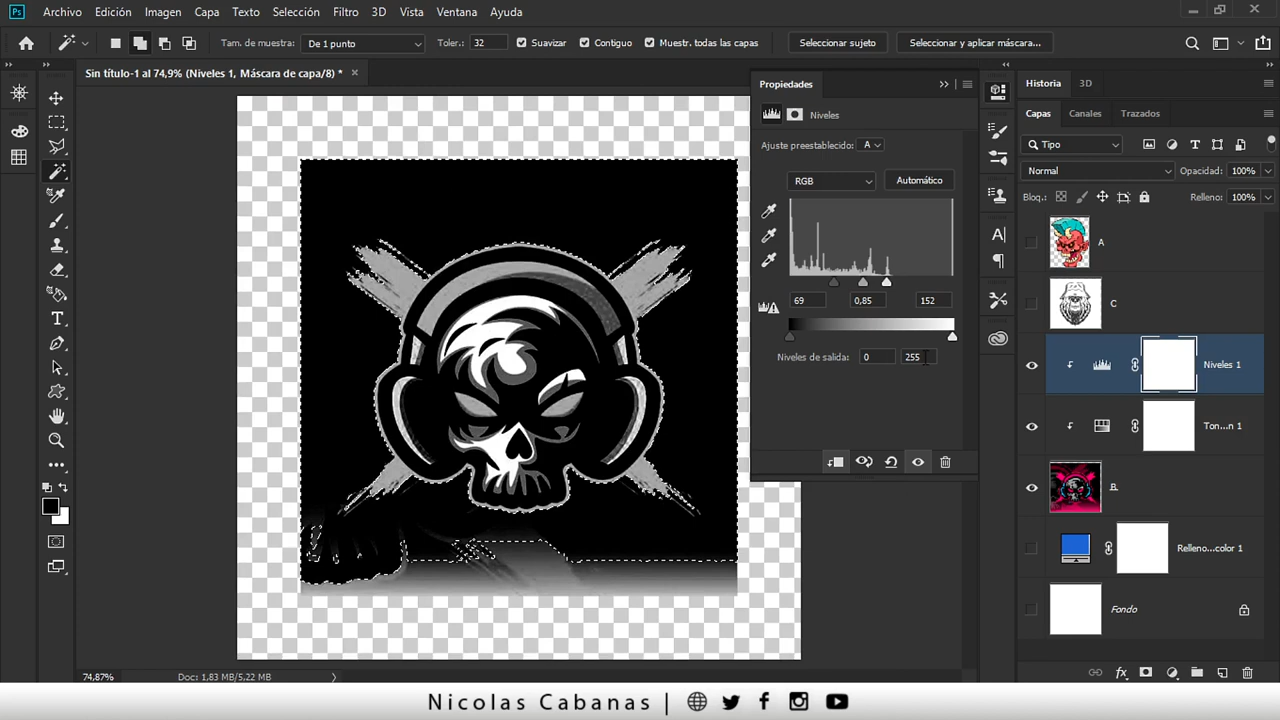 Ps Archivo Edición Imagen Capa Texto Selección Filtro 3D Vista Ventana Ayuda
Tam. de muestra: De 1 punto Toler.: 32 Suavizar Contiguo Muestr. todas las capas Seleccionar sujeto Seleccionar y aplicar máscara...
Sin título-1 al 74,9% (Niveles 1, Máscara de capa/8) *
Propiedades
Niveles
Ajuste preestablecido: A
RGB Automático
69 0,85 152
Niveles de salida: 0 255
Historia 3D
Capas Canales Trazados
Tipo
Normal Opacidad: 100%
Bloq.: Relleno: 100%
A
C
Niveles 1
Ton...n 1
B
Relleno...color 1
Fondo
74,87% Doc: 1,83 MB/5,22 MB
Nicolas Cabanas |